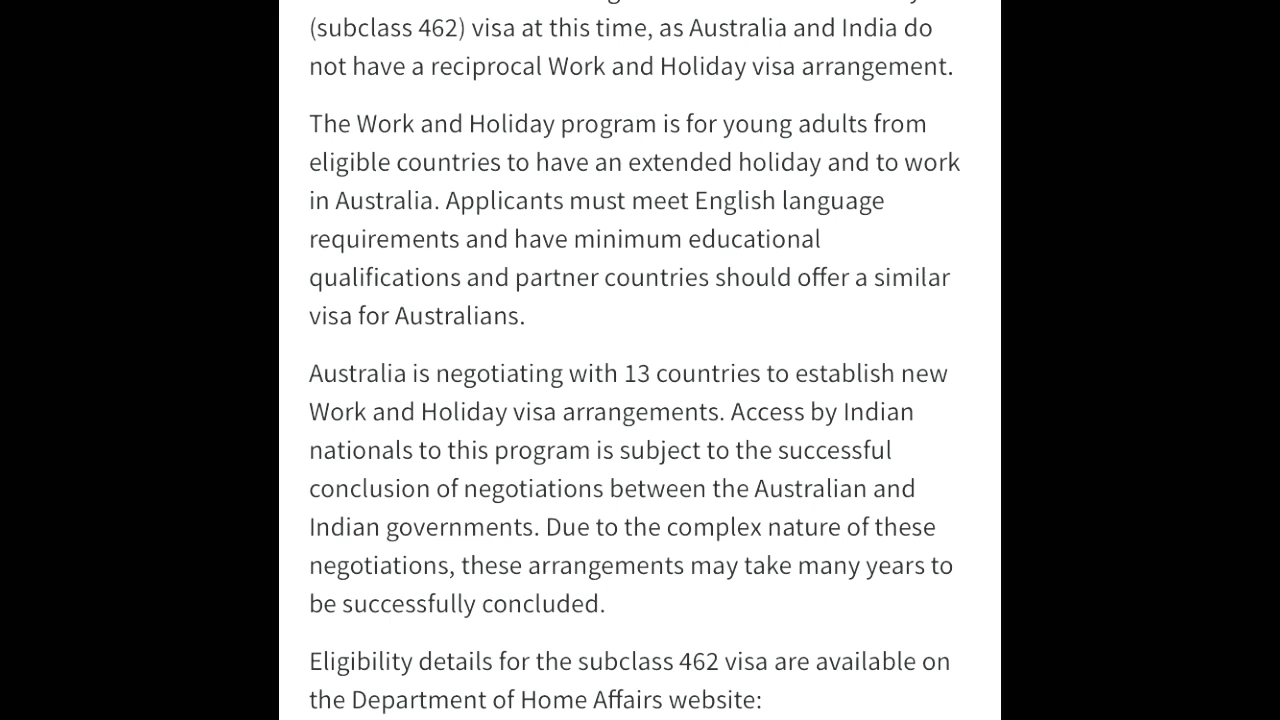 (subclass 462) visa at this time, as Australia and India do
not have a reciprocal Work and Holiday visa arrangement.
The Work and Holiday program is for young adults from
eligible countries to have an extended holiday and to work
in Australia. Applicants must meet English language
requirements and have minimum educational
qualifications and partner countries should offer a similar
visa for Australians.
Australia is negotiating with 13 countries to establish new
Work and Holiday visa arrangements. Access by Indian
nationals to this program is subject to the successful
conclusion of negotiations between the Australian and
Indian governments. Due to the complex nature of these
negotiations, these arrangements may take many years to
be successfully concluded.
Eligibility details for the subclass 462 visa are available on
the Department of Home Affairs website: